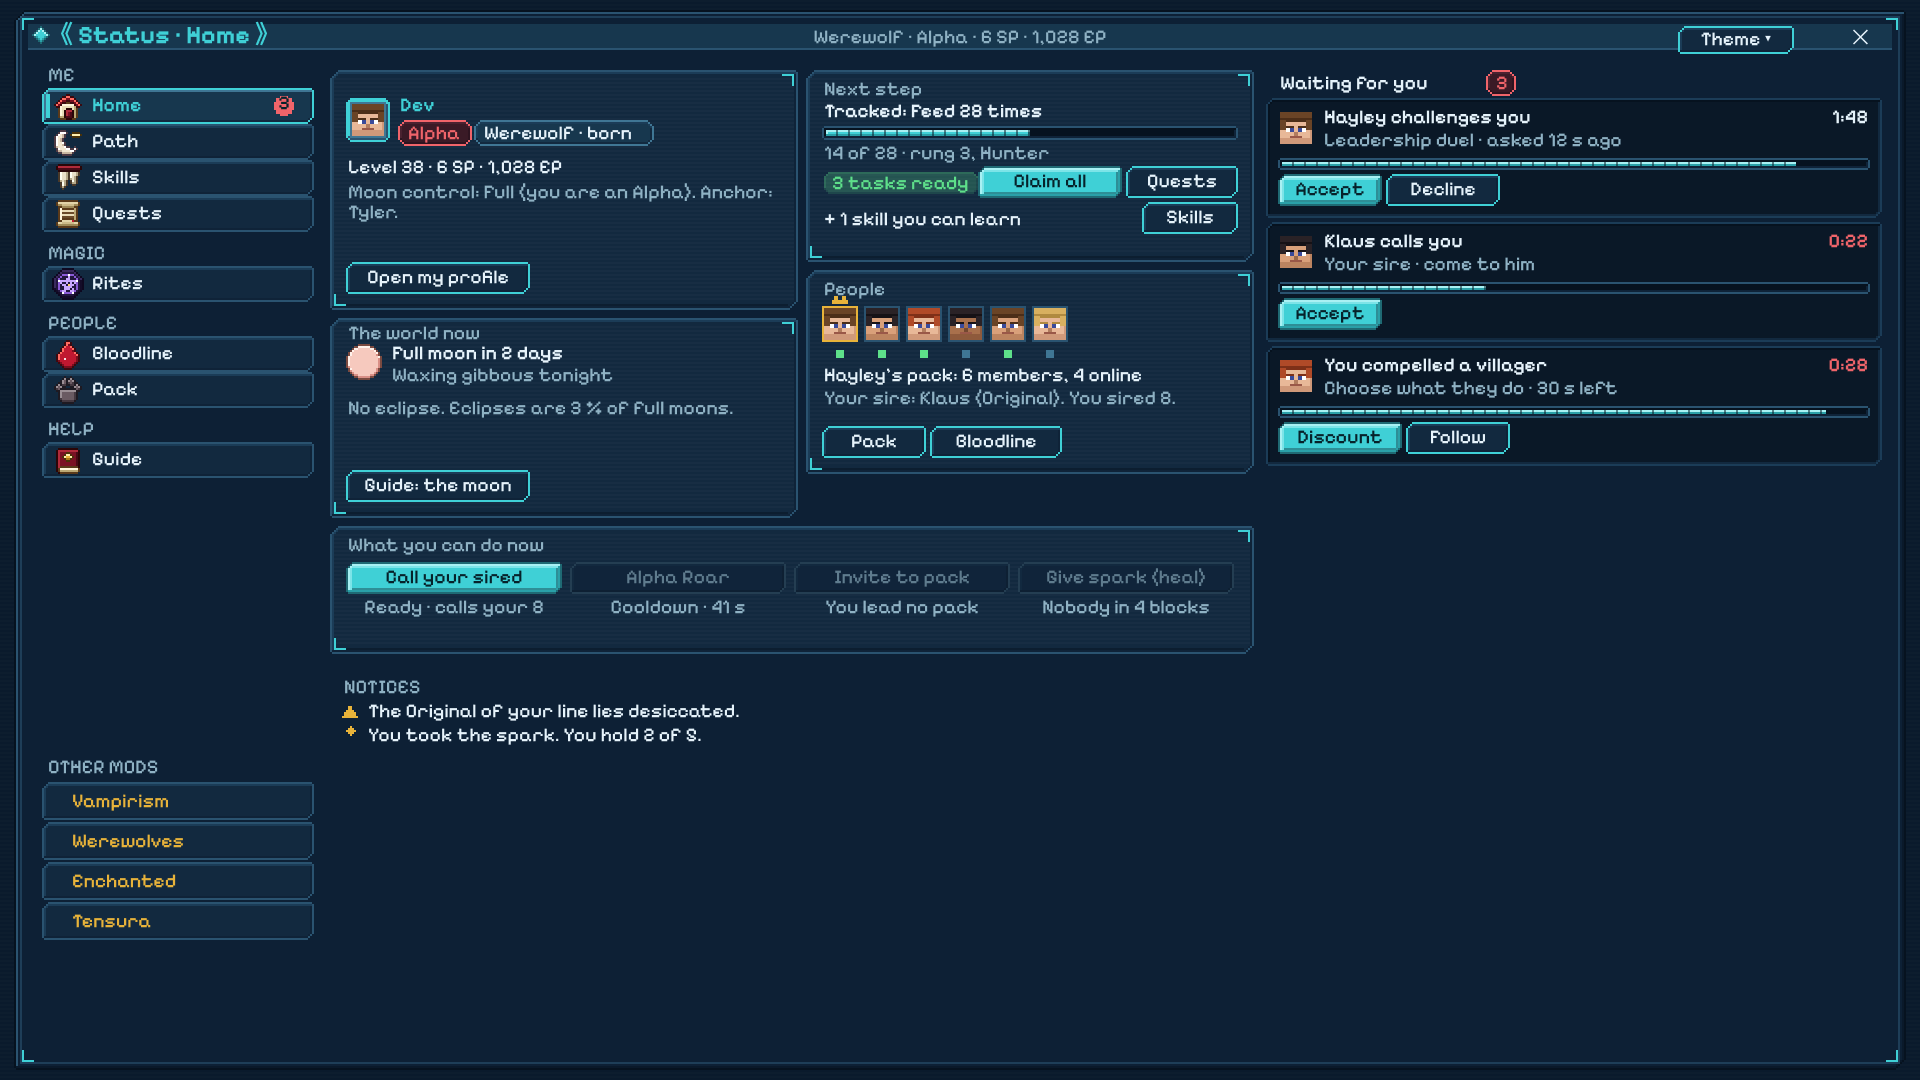 《Status · Home》
Werewolf · Alpha · 6 SP · 1,028 EP
Theme ▾
ME
Home 3
Path
Skills
Quests
MAGIC
Rites
PEOPLE
Bloodline
Pack
HELP
Guide
OTHER MODS
Vampirism
Werewolves
Enchanted
Tensura
Dev
Alpha Werewolf · born
Level 38 · 6 SP · 1,028 EP
Moon control: Full (you are an Alpha). Anchor:
Tyler.
Open my profile
The world now
Full moon in 2 days
Waxing gibbous tonight
No eclipse. Eclipses are 3 % of full moons.
Guide: the moon
Next step
Tracked: Feed 28 times
14 of 28 · rung 3, Hunter
3 tasks ready Claim all Quests
+ 1 skill you can learn Skills
People
Hayley's pack: 6 members, 4 online
Your sire: Klaus (Original). You sired 8.
Pack Bloodline
What you can do now
Call your sired Alpha Roar Invite to pack Give spark (heal)
Ready · calls your 8 Cooldown · 41 s You lead no pack Nobody in 4 blocks
NOTICES
The Original of your line lies desiccated.
You took the spark. You hold 2 of 8.
Waiting for you 3
Hayley challenges you 1:48
Leadership duel · asked 12 s ago
Accept Decline
Klaus calls you 0:22
Your sire · come to him
Accept
You compelled a villager 0:28
Choose what they do · 30 s left
Discount Follow